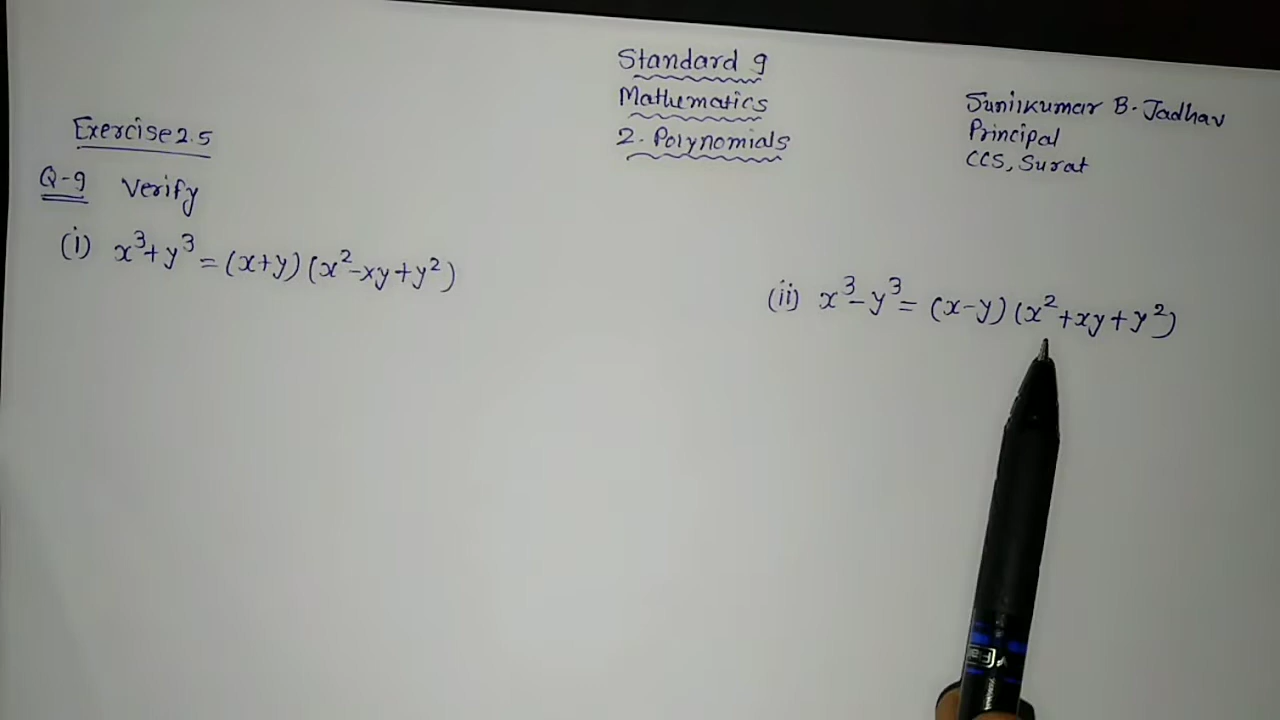 Standard 9
Mathematics
2. Polynomials
Sunilkumar B. Jadhav
Principal
CCS, Surat
Exercise 2.5
Q-9 Verify
(i) x³+y³=(x+y)(x²-xy+y²)
(ii) x³-y³=(x-y)(x²+xy+y²)